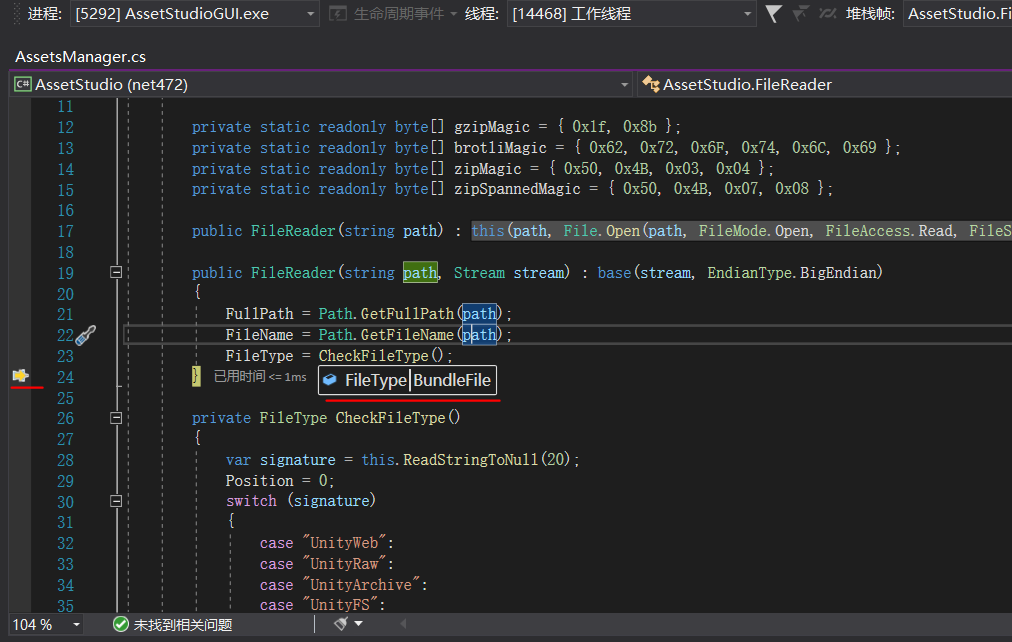 进程: [5292] AssetStudioGUI.exe 生命周期事件 线程: [14468] 工作线程 堆栈帧: AssetStudio.Fi
AssetsManager.cs
C# AssetStudio (net472) AssetStudio.FileReader
11
12 private static readonly byte[] gzipMagic = { 0x1f, 0x8b };
13 private static readonly byte[] brotliMagic = { 0x62, 0x72, 0x6F, 0x74, 0x6C, 0x69 };
14 private static readonly byte[] zipMagic = { 0x50, 0x4B, 0x03, 0x04 };
15 private static readonly byte[] zipSpannedMagic = { 0x50, 0x4B, 0x07, 0x08 };
16
17 public FileReader(string path) : this(path, File.Open(path, FileMode.Open, FileAccess.Read, FileS
18
19 public FileReader(string path, Stream stream) : base(stream, EndianType.BigEndian)
20 {
21 FullPath = Path.GetFullPath(path);
22 FileName = Path.GetFileName(path);
23 FileType = CheckFileType();
24 } 已用时间 <= 1ms FileType BundleFile
25
26 private FileType CheckFileType()
27 {
28 var signature = this.ReadStringToNull(20);
29 Position = 0;
30 switch (signature)
31 {
32 case "UnityWeb":
33 case "UnityRaw":
34 case "UnityArchive":
35 case "UnityFS":
104 % 未找到相关问题